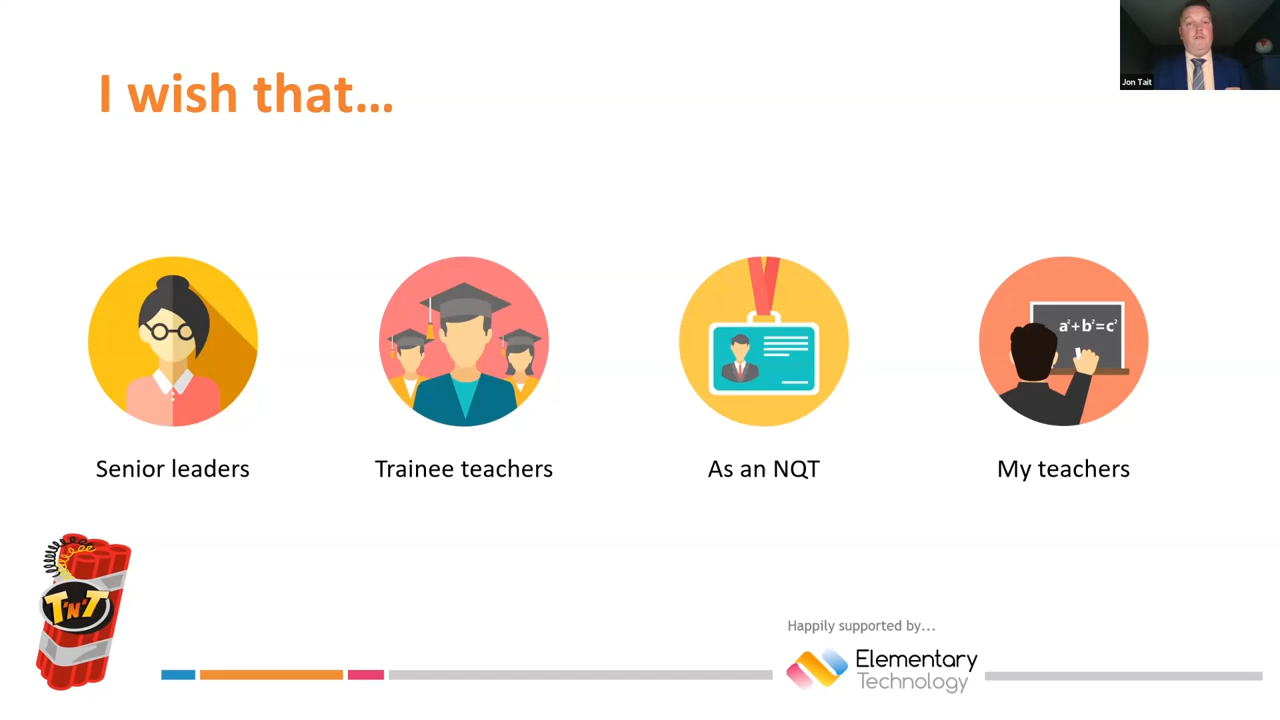 Jon Tait
I wish that...
a²+b²=c²
Senior leaders
Trainee teachers
As an NQT
My teachers
T'N'T
Happily supported by...
Elementary
Technology